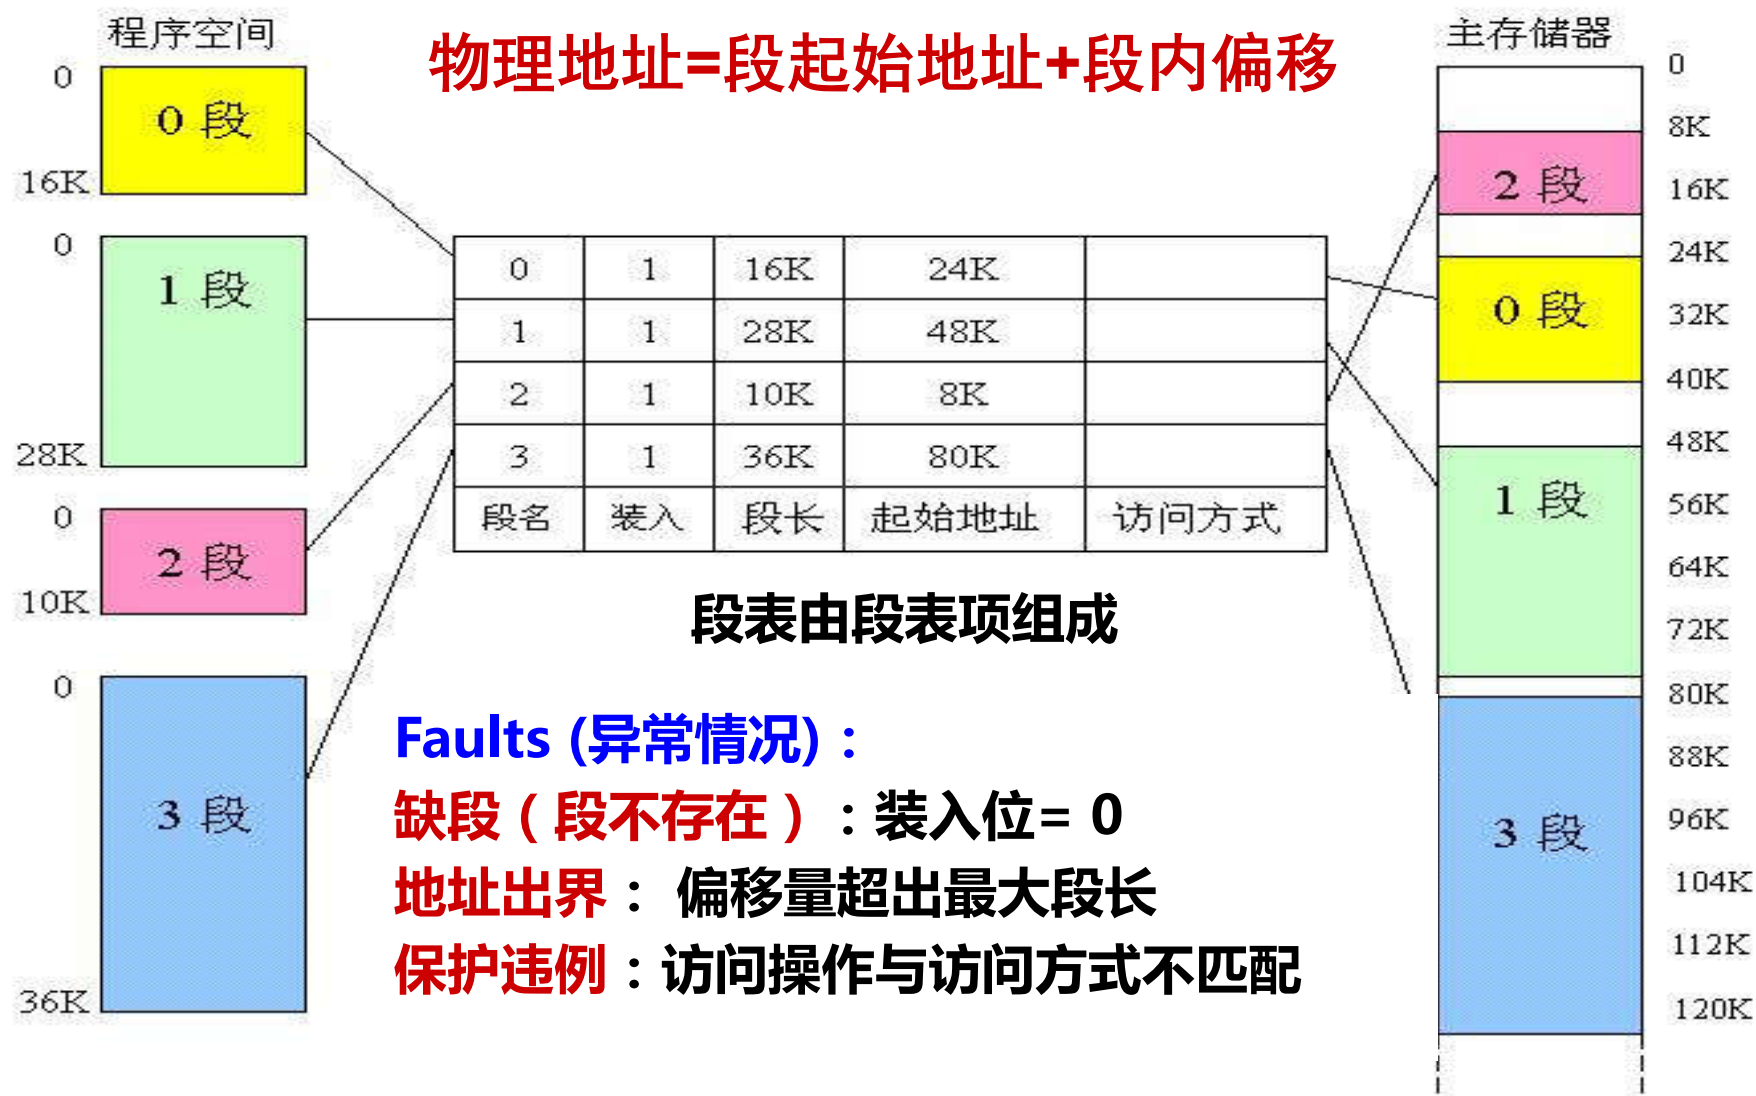 程序空间
物理地址=段起始地址+段内偏移
主存储器
0
0 段
16K
0
1 段
28K
0
2 段
10K
0
3 段
36K
0 1 16K 24K
1 1 28K 48K
2 1 10K 8K
3 1 36K 80K
段名 装入 段长 起始地址 访问方式
段表由段表项组成
Faults (异常情况)：
缺段（段不存在）：装入位= 0
地址出界： 偏移量超出最大段长
保护违例：访问操作与访问方式不匹配
0
8K
2 段
16K
24K
0 段
32K
40K
48K
1 段
56K
64K
72K
80K
88K
96K
3 段
104K
112K
120K